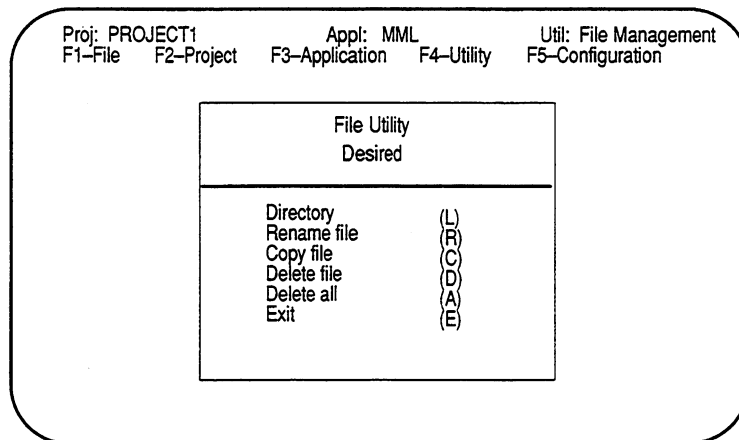 Proj: PROJECT1 Appl: MML Util: File Management
F1–File F2–Project F3–Application F4–Utility F5–Configuration
File Utility
Desired
Directory (L)
Rename file (R)
Copy file (C)
Delete file (D)
Delete all (A)
Exit (E)